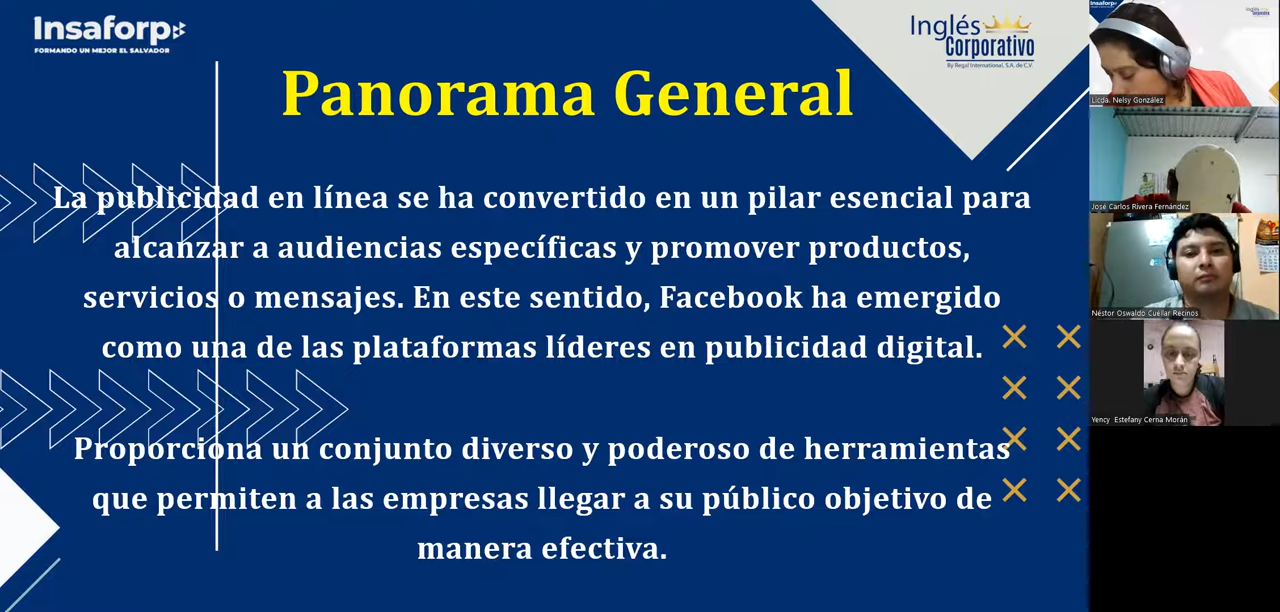 Insaforp
FORMANDO UN MEJOR EL SALVADOR
Inglés
Corporativo
By Regal International, S.A. de C.V.
Panorama General
La publicidad en línea se ha convertido en un pilar esencial para
alcanzar a audiencias específicas y promover productos,
servicios o mensajes. En este sentido, Facebook ha emergido
como una de las plataformas líderes en publicidad digital.
Proporciona un conjunto diverso y poderoso de herramientas
que permiten a las empresas llegar a su público objetivo de
manera efectiva.
Insaforp
Licda. Neisy González
José Carlos Rivera Fernández
Néstor Oswaldo Cuéllar Recinos
Yency Estefany Cerna Morán